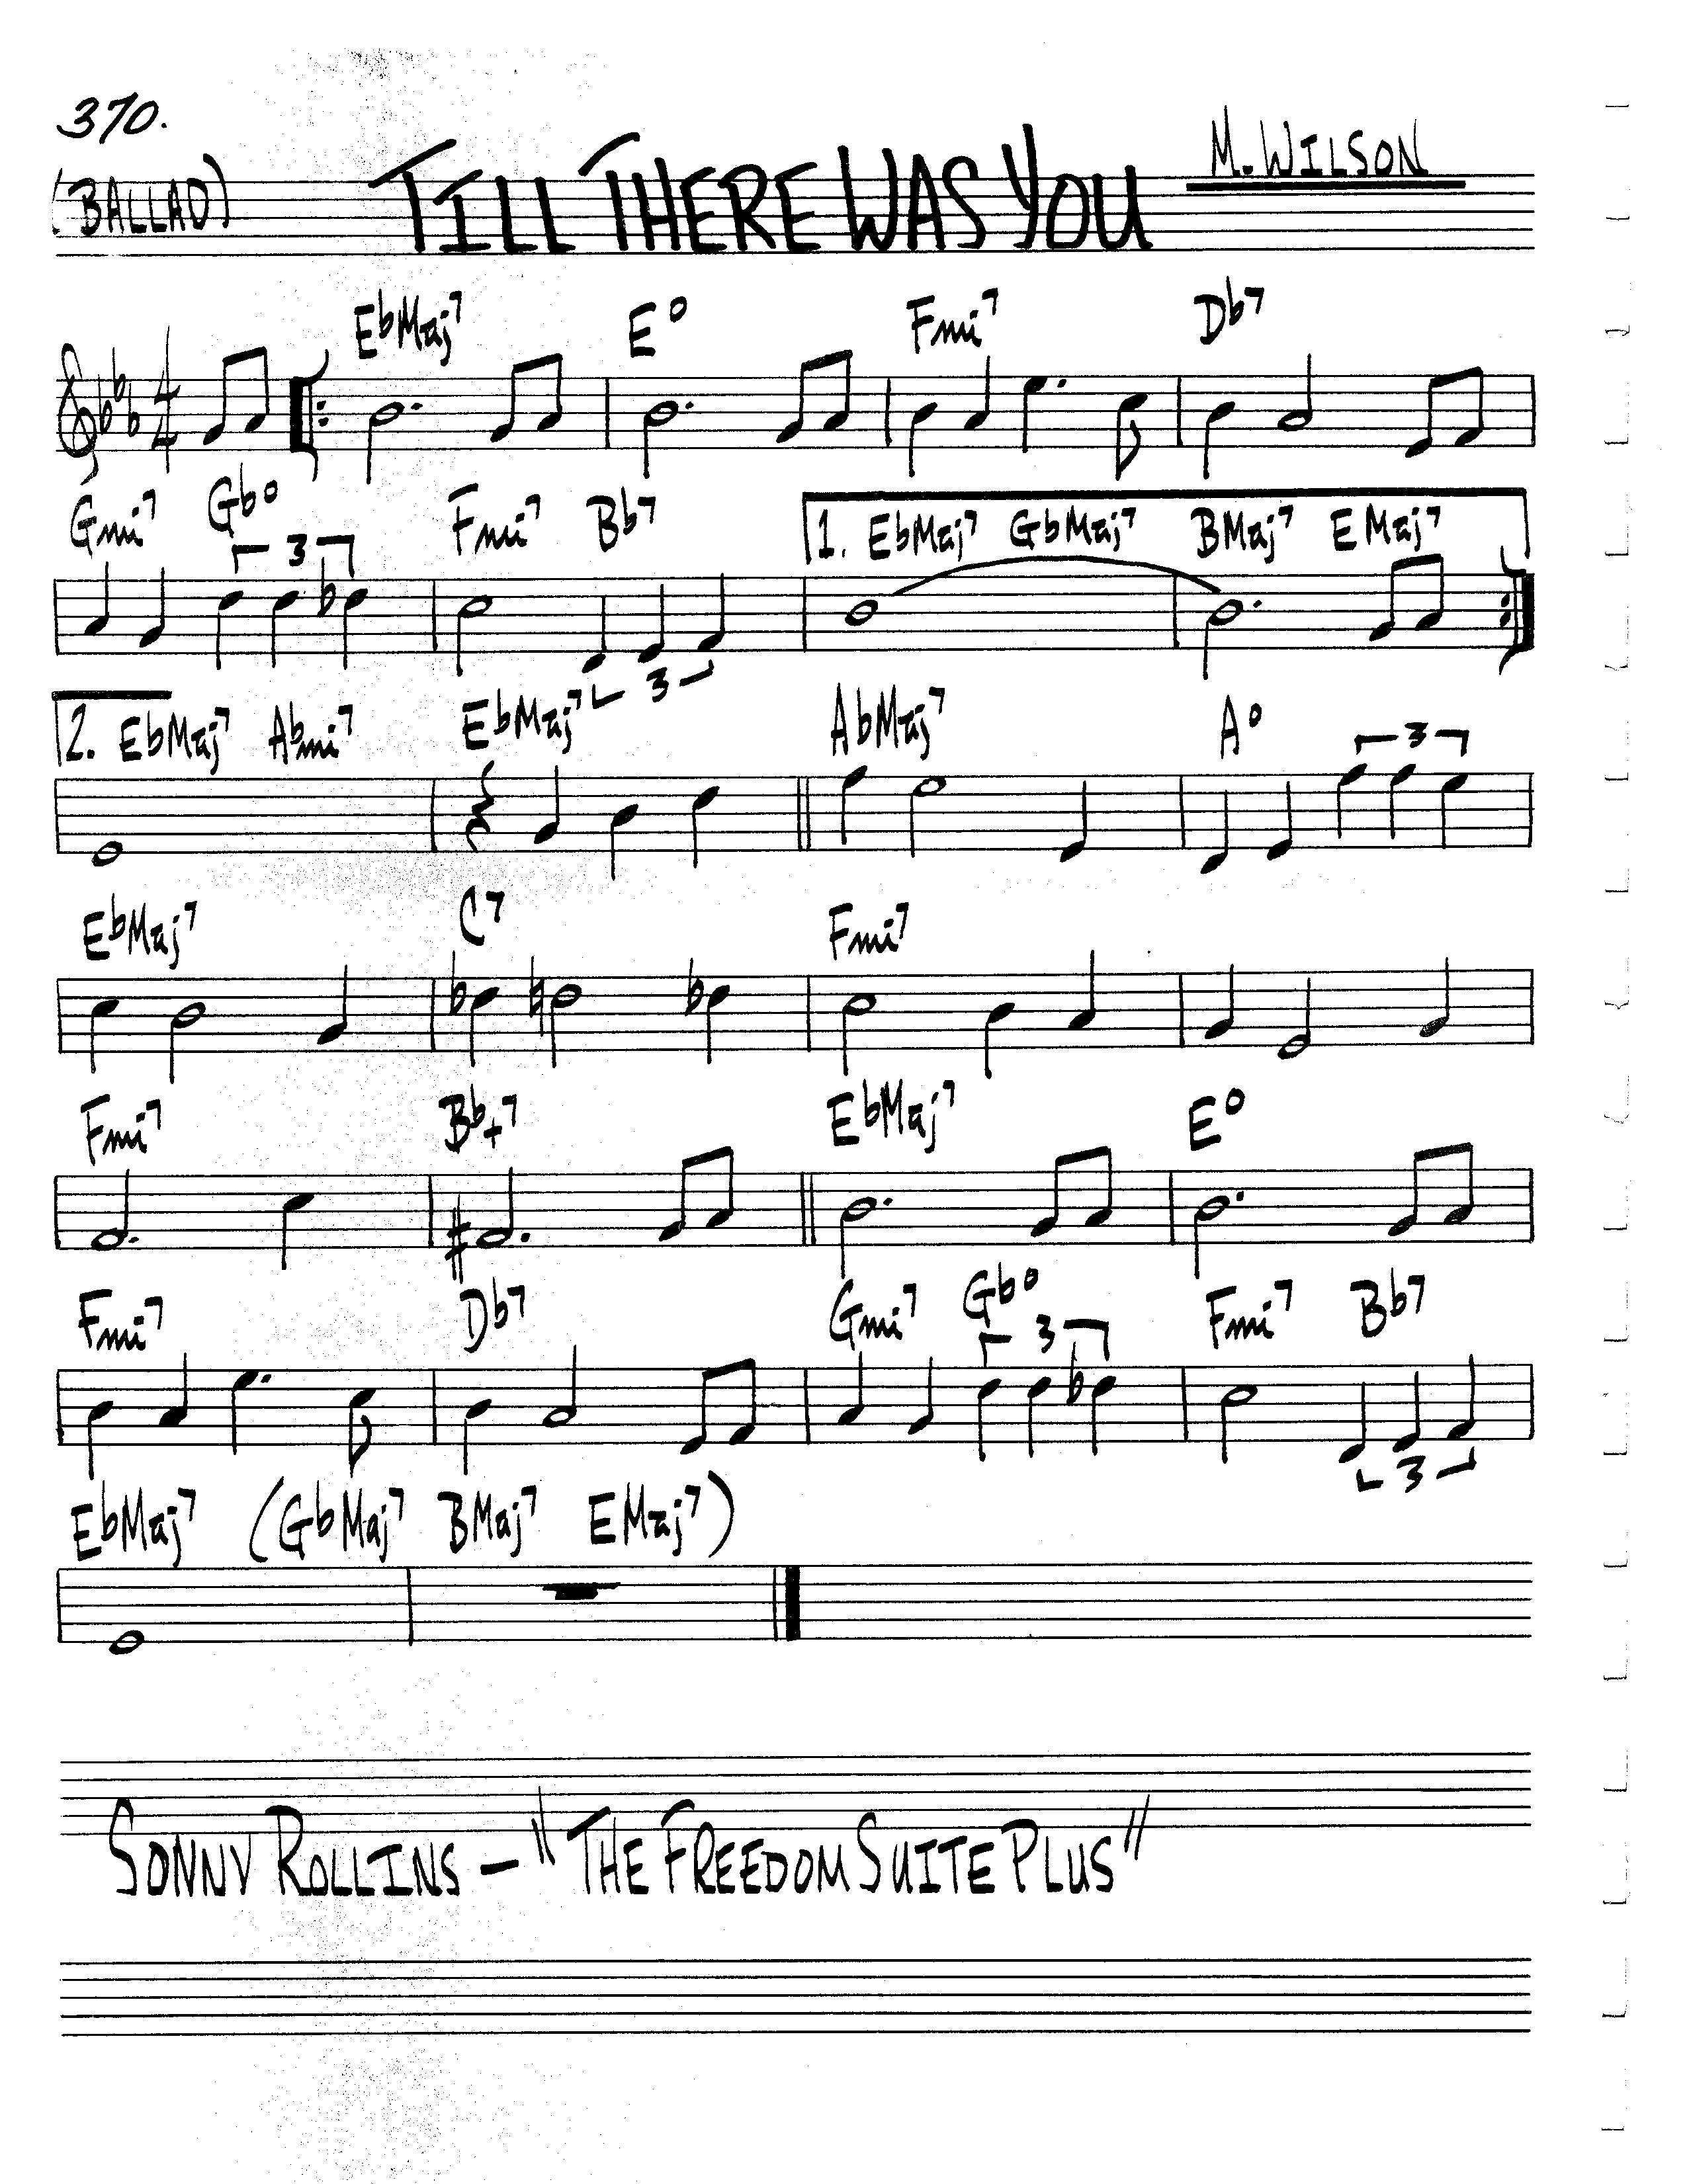 370.
(BALLAD) TILL THERE WAS YOU M. WILSON
EbMaj7 E° Fmi7 Db7
4
4
Gmi7 Gb° Fmi7 Bb7 1. EbMaj7 GbMaj7 BMaj7 EMaj7
3
3
2. EbMaj7 Abmi7 EbMaj7 AbMaj7 A° 3
EbMaj7 C7 Fmi7
Fmi7 Bb+7 EbMaj7 E°
Fmi7 Db7 Gmi7 Gb° Fmi7 Bb7
3
3
EbMaj7 (GbMaj7 BMaj7 EMaj7)
SONNY ROLLINS – "THE FREEDOM SUITE PLUS"